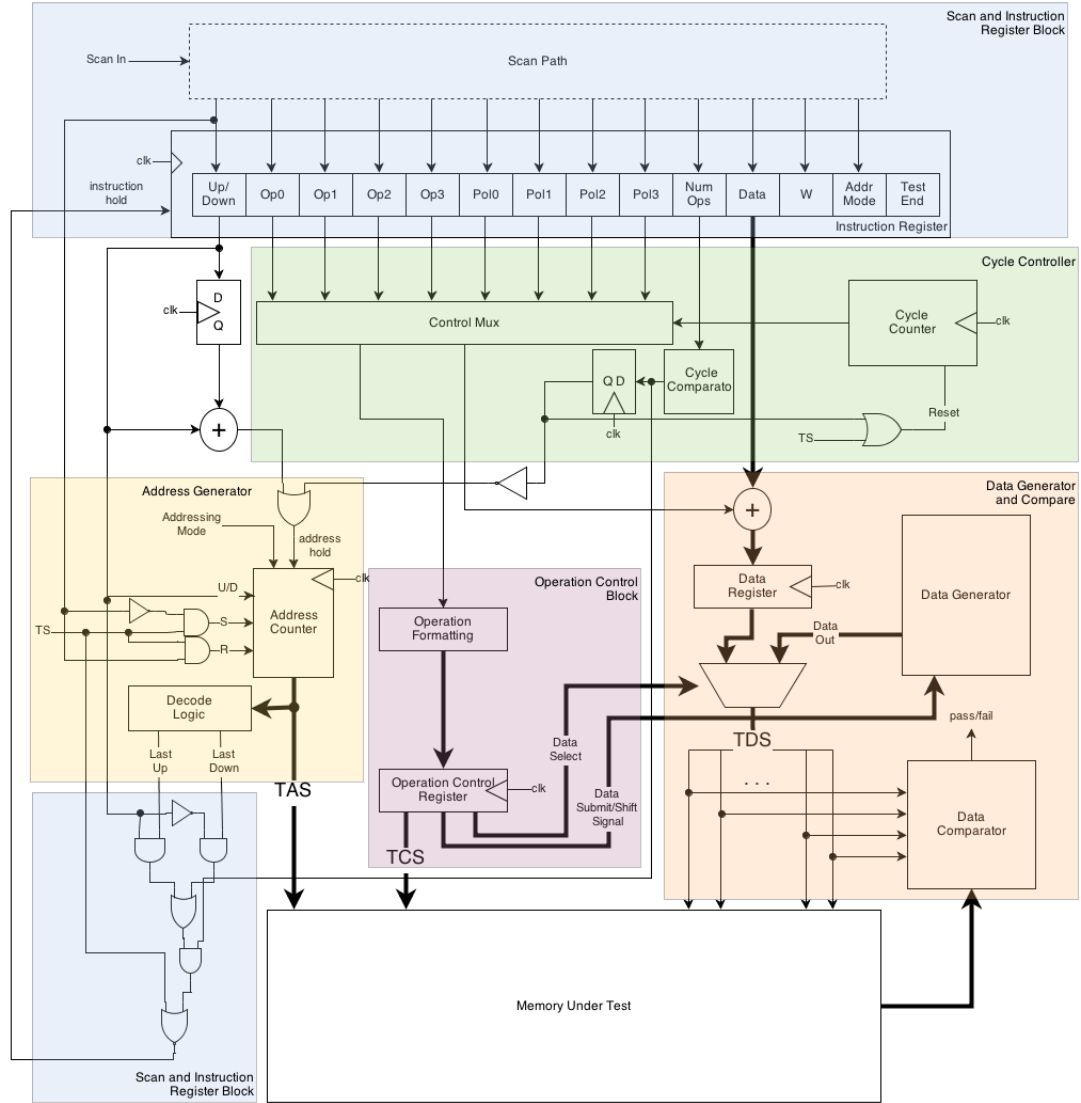 Scan and Instruction
Register Block
Scan In
Scan Path
clk
instruction
hold
Up/
Down
Op0
Op1
Op2
Op3
Pol0
Pol1
Pol2
Pol3
Num
Ops
Data
W
Addr
Mode
Test
End
Instruction Register
Cycle Controller
D
clk
Q
Control Mux
Cycle
Counter
clk
Q D
clk
Cycle
Comparato
Reset
TS
+
Address Generator
Addressing
Mode
address
hold
clk
U/D
S
TS
R
Address
Counter
Decode
Logic
Last
Up
Last
Down
TAS
Operation Control
Block
Operation
Formatting
Operation Control
Register
clk
Data
Select
Data
Submit/Shift
Signal
TCS
Data Generator
and Compare
+
Data
Register
clk
Data
Out
Data Generator
TDS
pass/fail
. . .
Data
Comparator
Memory Under Test
Scan and Instruction
Register Block